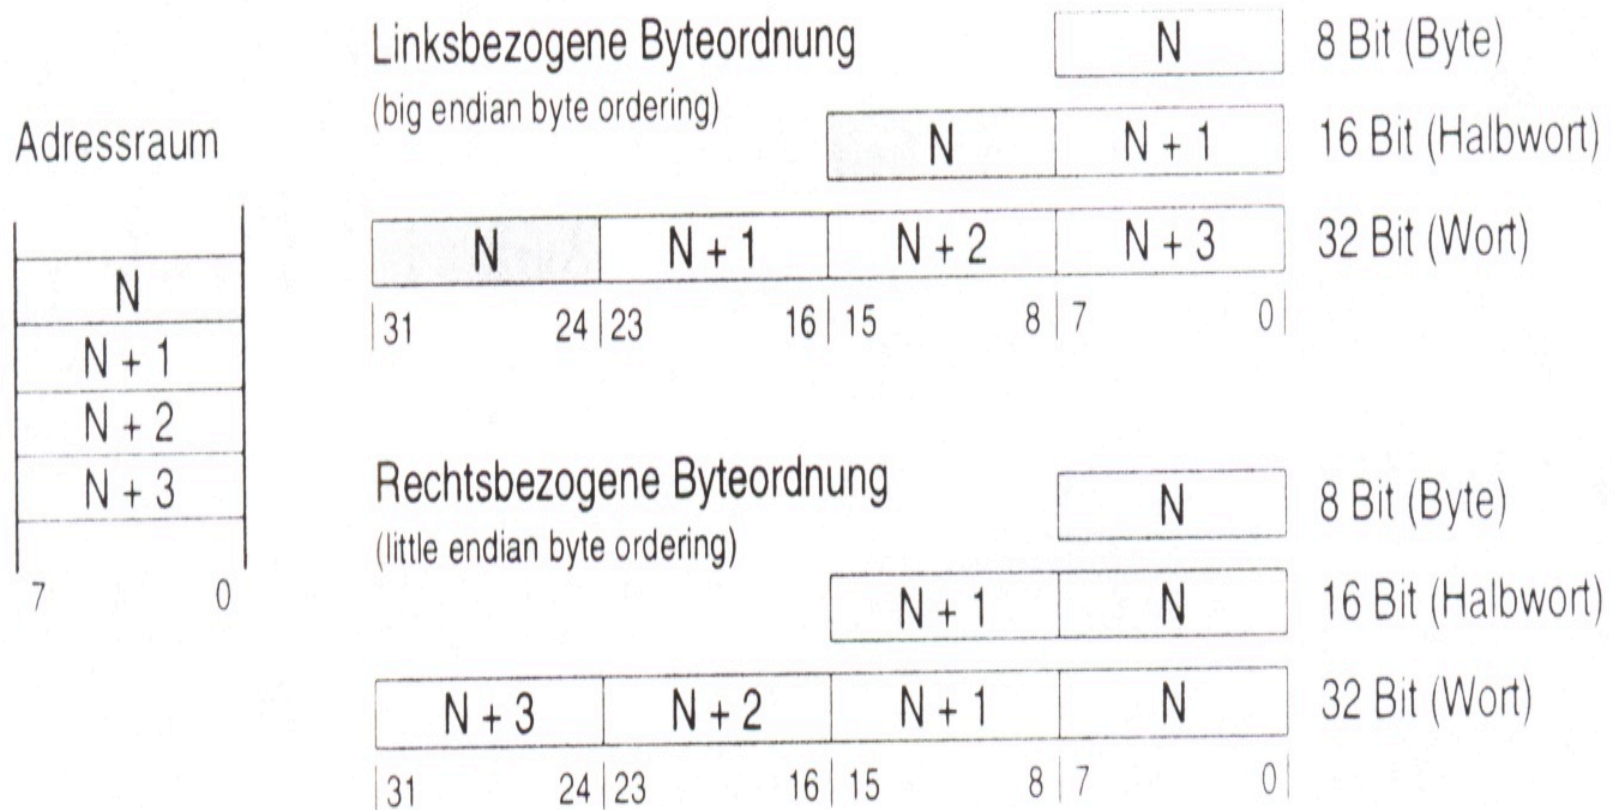 Adressraum
N
N + 1
N + 2
N + 3
7 0
Linksbezogene Byteordnung
(big endian byte ordering)
N 8 Bit (Byte)
N N + 1 16 Bit (Halbwort)
N N + 1 N + 2 N + 3 32 Bit (Wort)
31 24 23 16 15 8 7 0
Rechtsbezogene Byteordnung
(little endian byte ordering)
N 8 Bit (Byte)
N + 1 N 16 Bit (Halbwort)
N + 3 N + 2 N + 1 N 32 Bit (Wort)
31 24 23 16 15 8 7 0